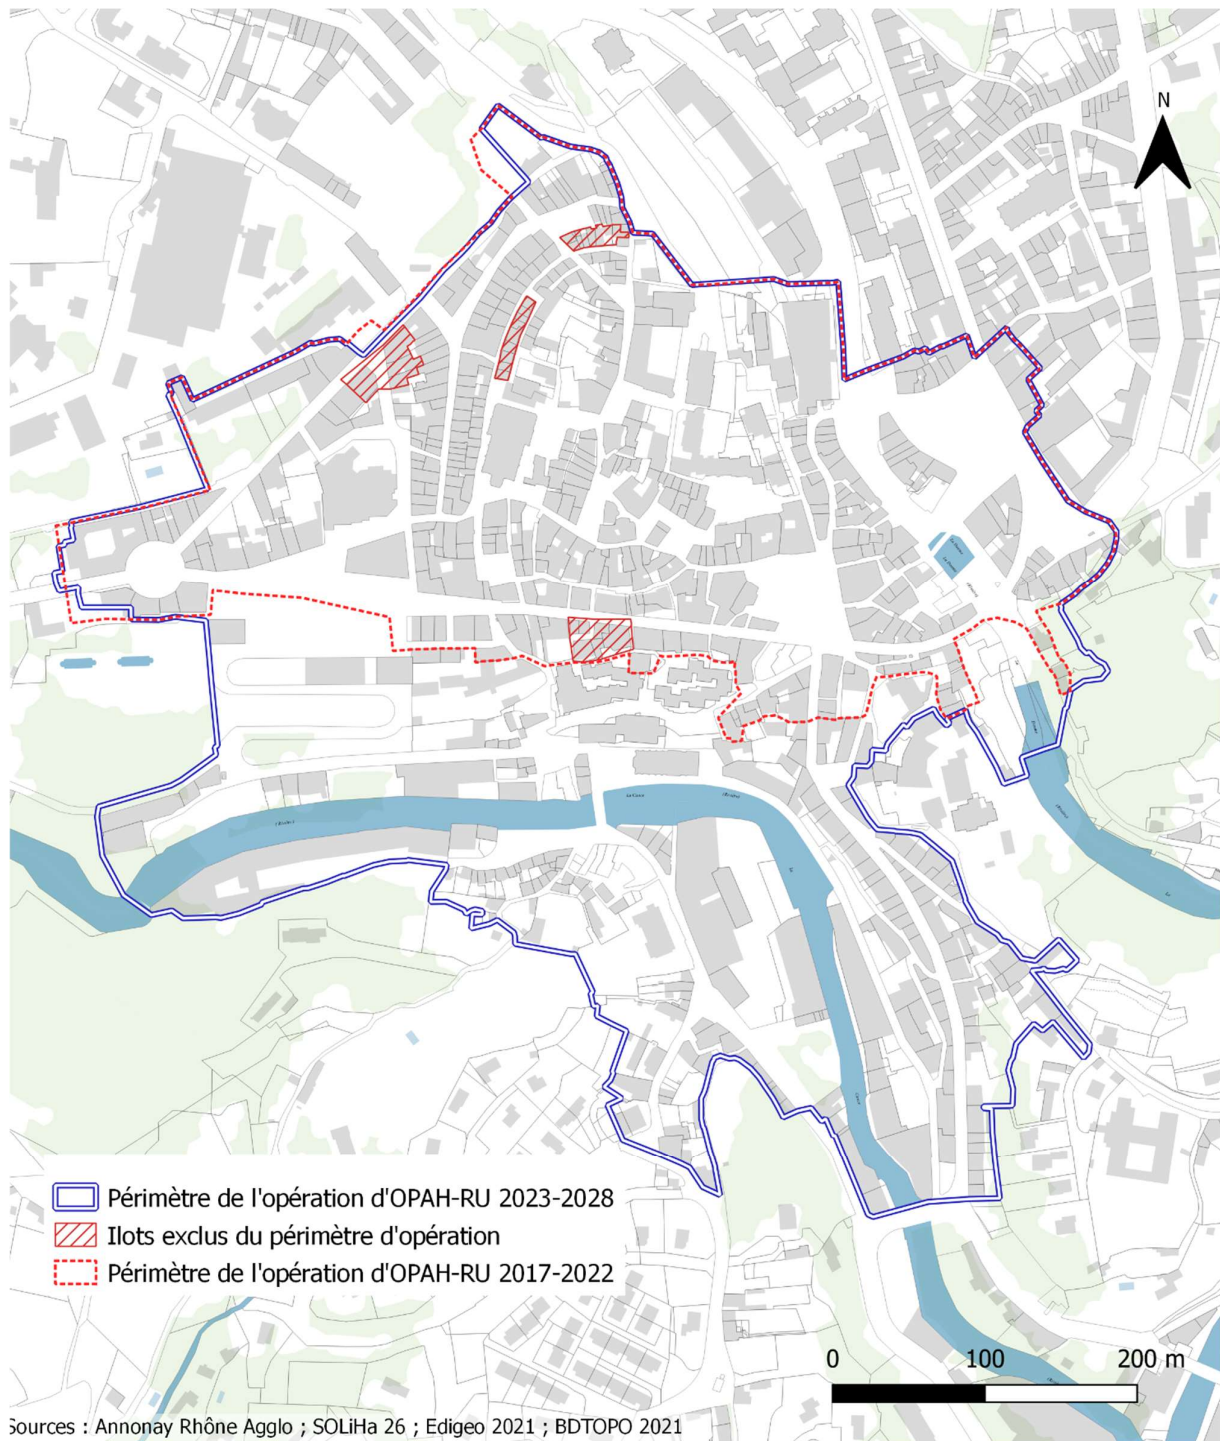 N
Périmètre de l'opération d'OPAH-RU 2023-2028
Ilots exclus du périmètre d'opération
Périmètre de l'opération d'OPAH-RU 2017-2022
0 100 200 m
Sources : Annonay Rhône Agglo ; SOLiHa 26 ; Edigeo 2021 ; BDTOPO 2021